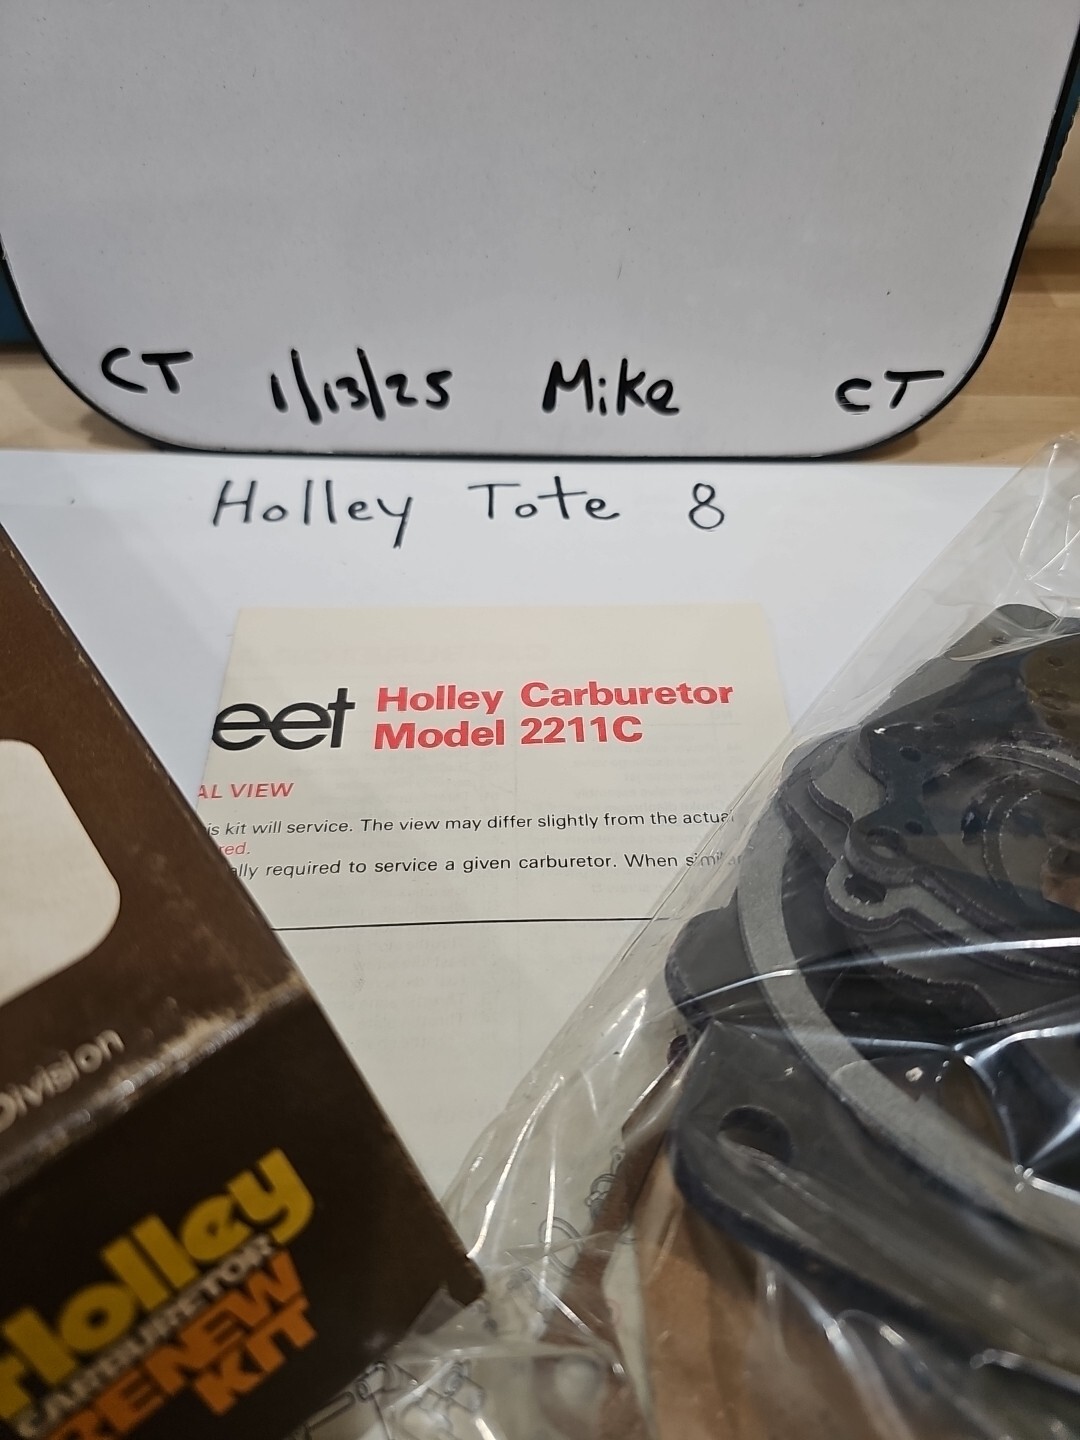 CT 1/13/25 Mike CT
Holley Tote 8
eet Holley Carburetor
Model 2211C
AL VIEW
is kit will service. The view may differ slightly from the actual
red.
ally required to service a given carburetor. When similar
Division
Holley
CARBURETOR
RENEW
KIT